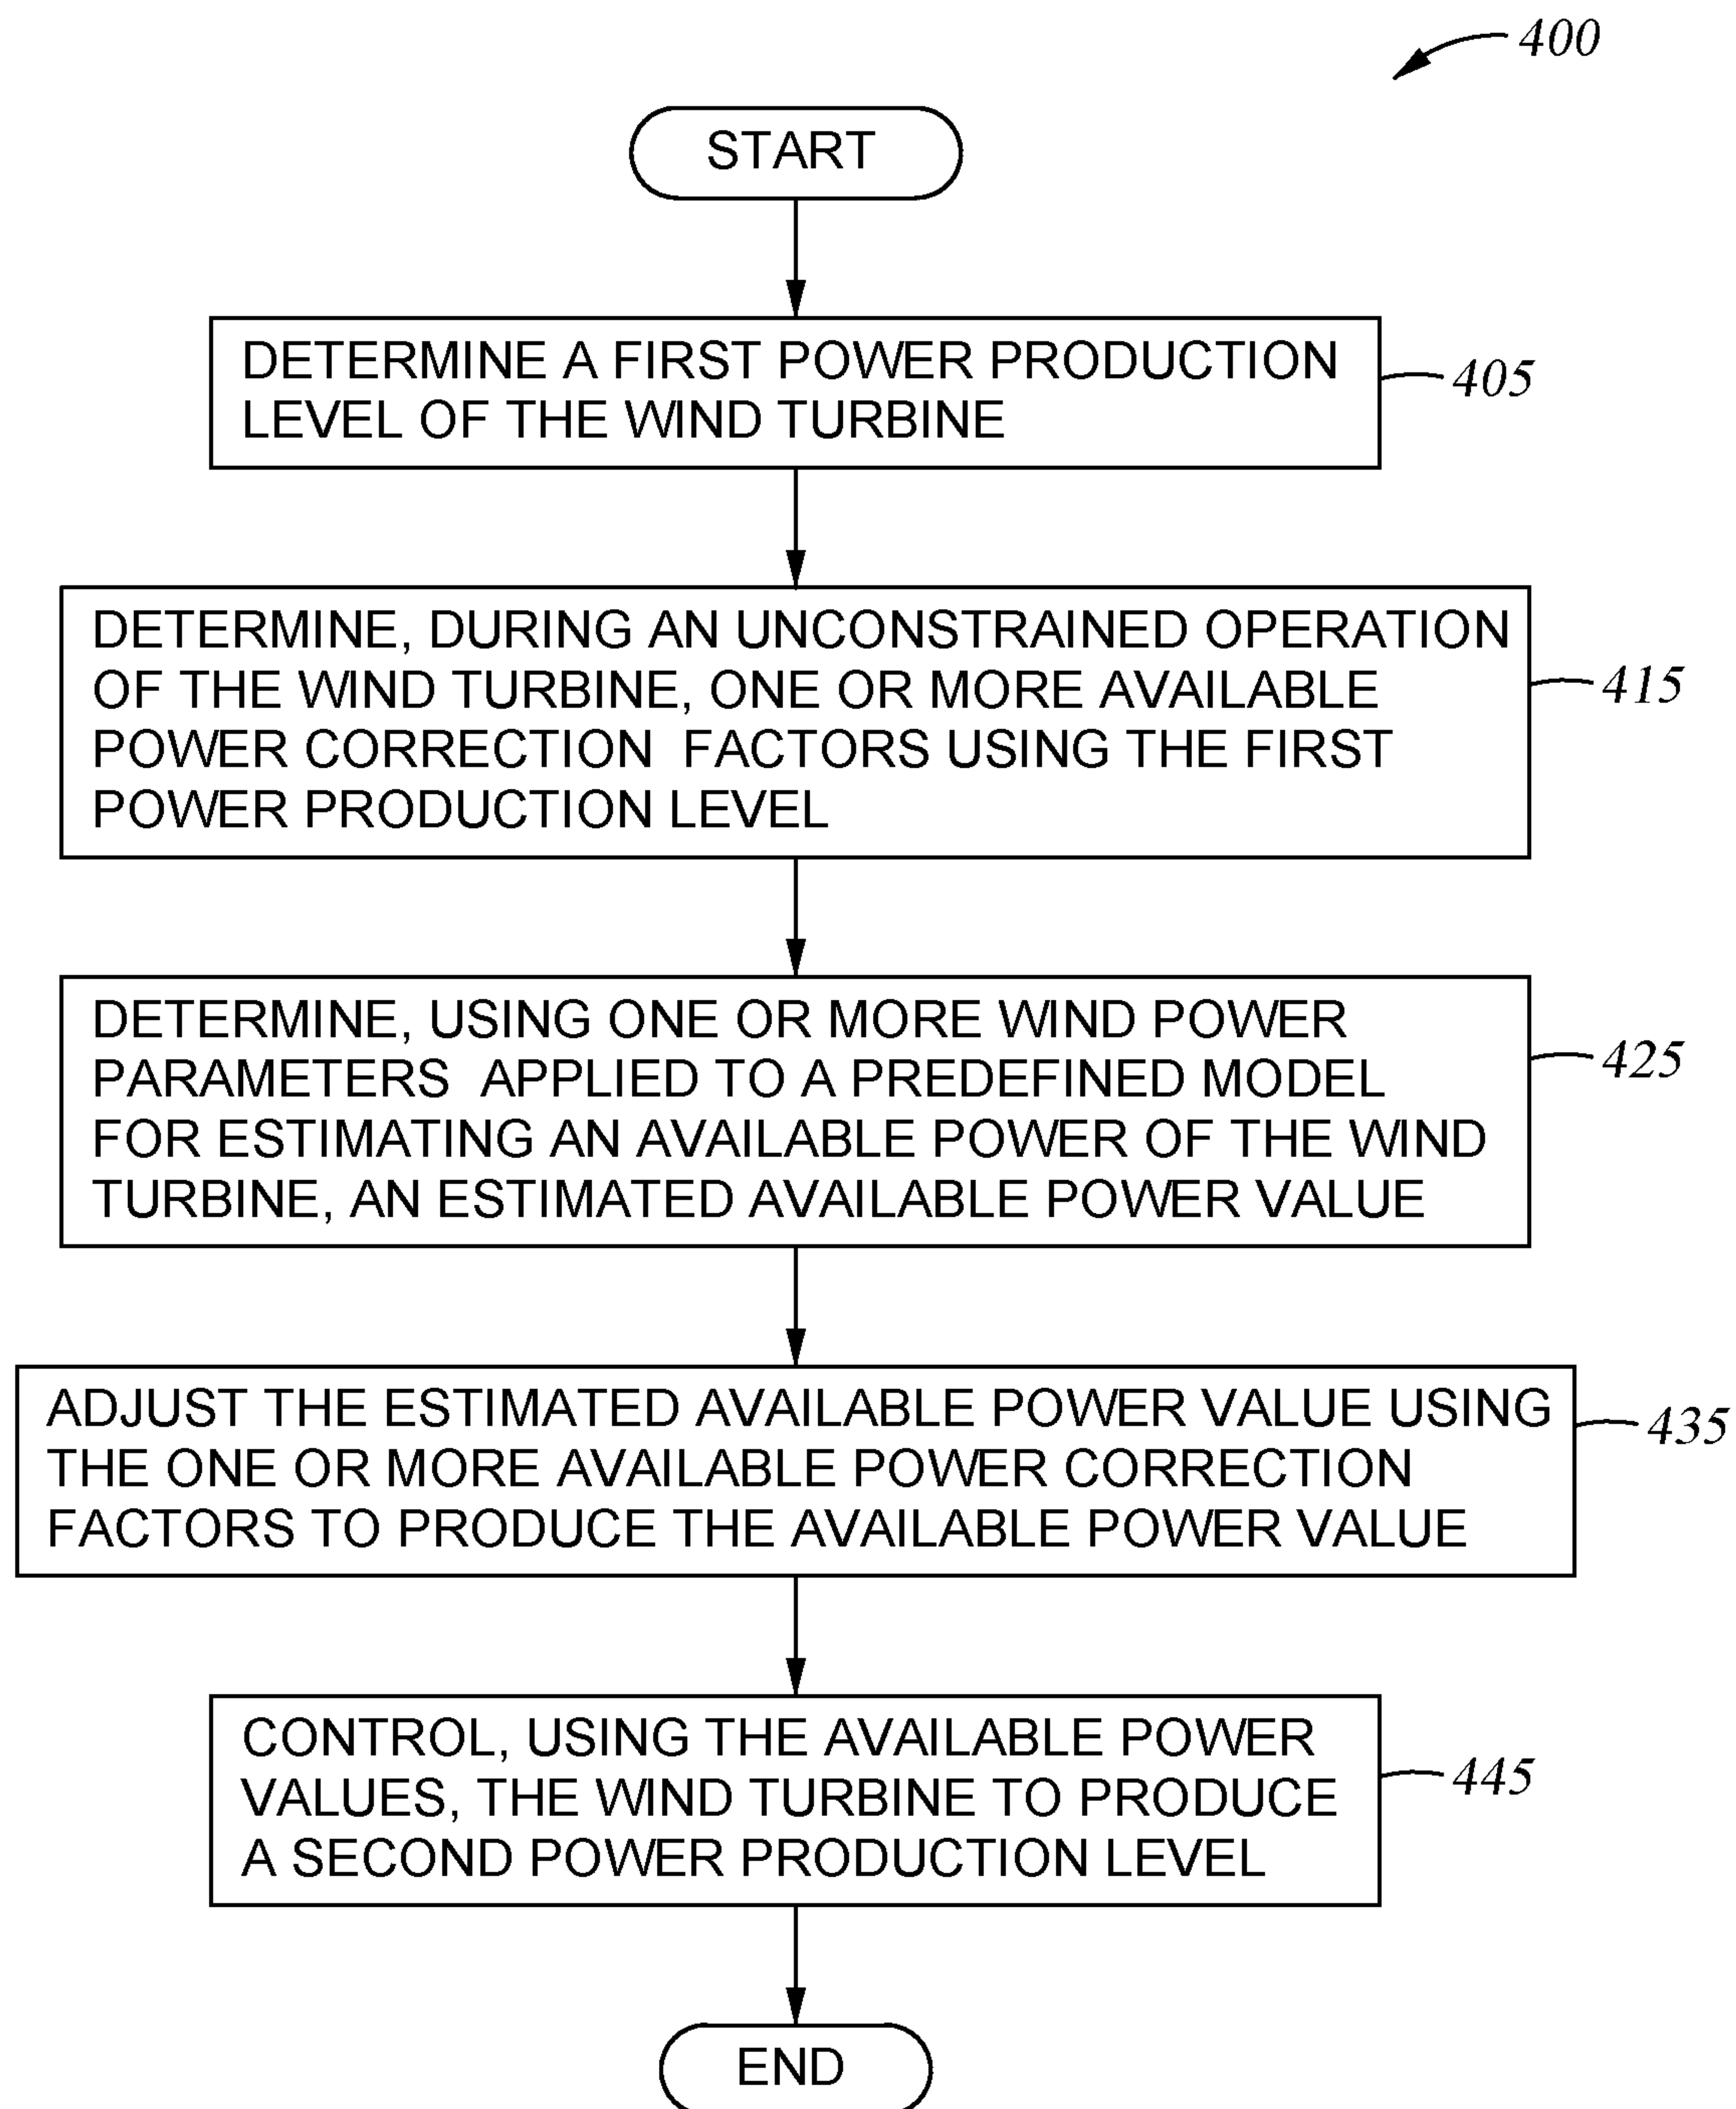 400
START
DETERMINE A FIRST POWER PRODUCTION
LEVEL OF THE WIND TURBINE
405
DETERMINE, DURING AN UNCONSTRAINED OPERATION
OF THE WIND TURBINE, ONE OR MORE AVAILABLE
POWER CORRECTION FACTORS USING THE FIRST
POWER PRODUCTION LEVEL
415
DETERMINE, USING ONE OR MORE WIND POWER
PARAMETERS APPLIED TO A PREDEFINED MODEL
FOR ESTIMATING AN AVAILABLE POWER OF THE WIND
TURBINE, AN ESTIMATED AVAILABLE POWER VALUE
425
ADJUST THE ESTIMATED AVAILABLE POWER VALUE USING
THE ONE OR MORE AVAILABLE POWER CORRECTION
FACTORS TO PRODUCE THE AVAILABLE POWER VALUE
435
CONTROL, USING THE AVAILABLE POWER
VALUES, THE WIND TURBINE TO PRODUCE
A SECOND POWER PRODUCTION LEVEL
445
END